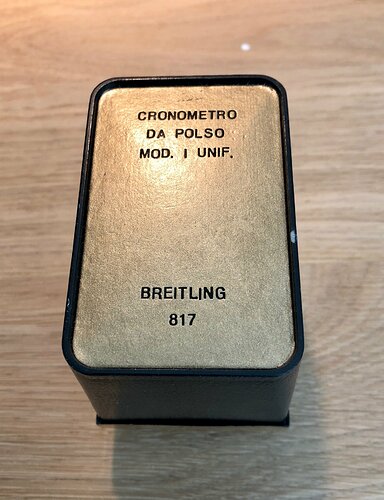 CRONOMETRO
DA POLSO
MOD. I UNIF.
BREITLING
817